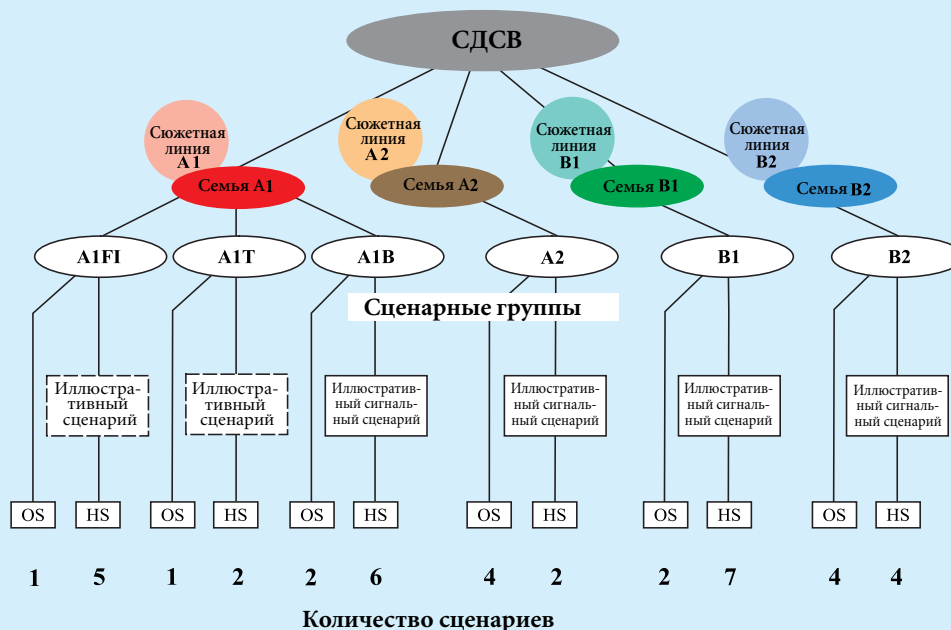 СДСВ
Сюжетная
линия
A1
Сюжетная
линия
A2
Сюжетная
линия
B1
Сюжетная
линия
B2
Семья A1
Семья A2
Семья B1
Семья B2
A1FI
A1T
A1B
A2
B1
B2
Сценарные группы
Иллюстра-
тивный
сценарий
Иллюстра-
тивный
сценарий
Иллюстратив-
ный сигналь-
ный сценарий
Иллюстратив-
ный сигналь-
ный сценарий
Иллюстратив-
ный сигналь-
ный сценарий
Иллюстратив-
ный сигналь-
ный сценарий
OS HS OS HS OS HS OS HS OS HS OS HS
1 5 1 2 2 6 4 2 2 7 4 4
Количество сценариев